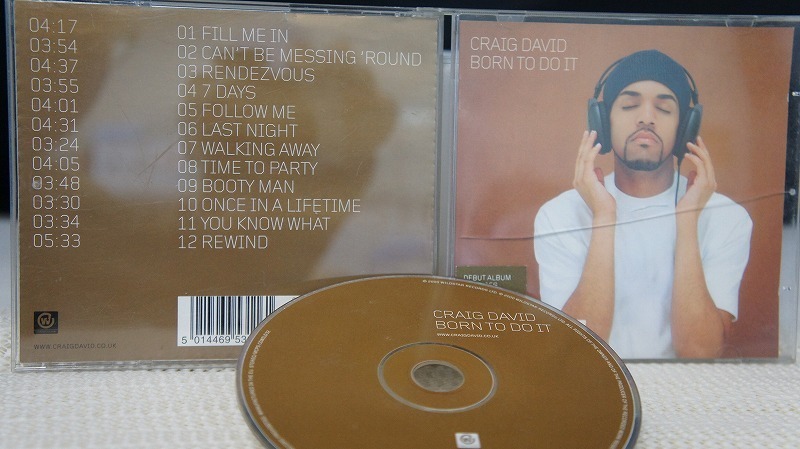 04:17 01 FILL ME IN
03:54 02 CAN'T BE MESSING 'ROUND
04:37 03 RENDEZVOUS
03:55 04 7 DAYS
04:01 05 FOLLOW ME
04:31 06 LAST NIGHT
03:24 07 WALKING AWAY
04:05 08 TIME TO PARTY
03:48 09 BOOTY MAN
03:30 10 ONCE IN A LIFETIME
03:34 11 YOU KNOW WHAT
05:33 12 REWIND
WWW.CRAIGDAVID.CO.UK
5 014469 53
CRAIG DAVID
BORN TO DO IT
DEBUT ALBUM
CRAIG DAVID
BORN TO DO IT
WWW.CRAIGDAVID.CO.UK